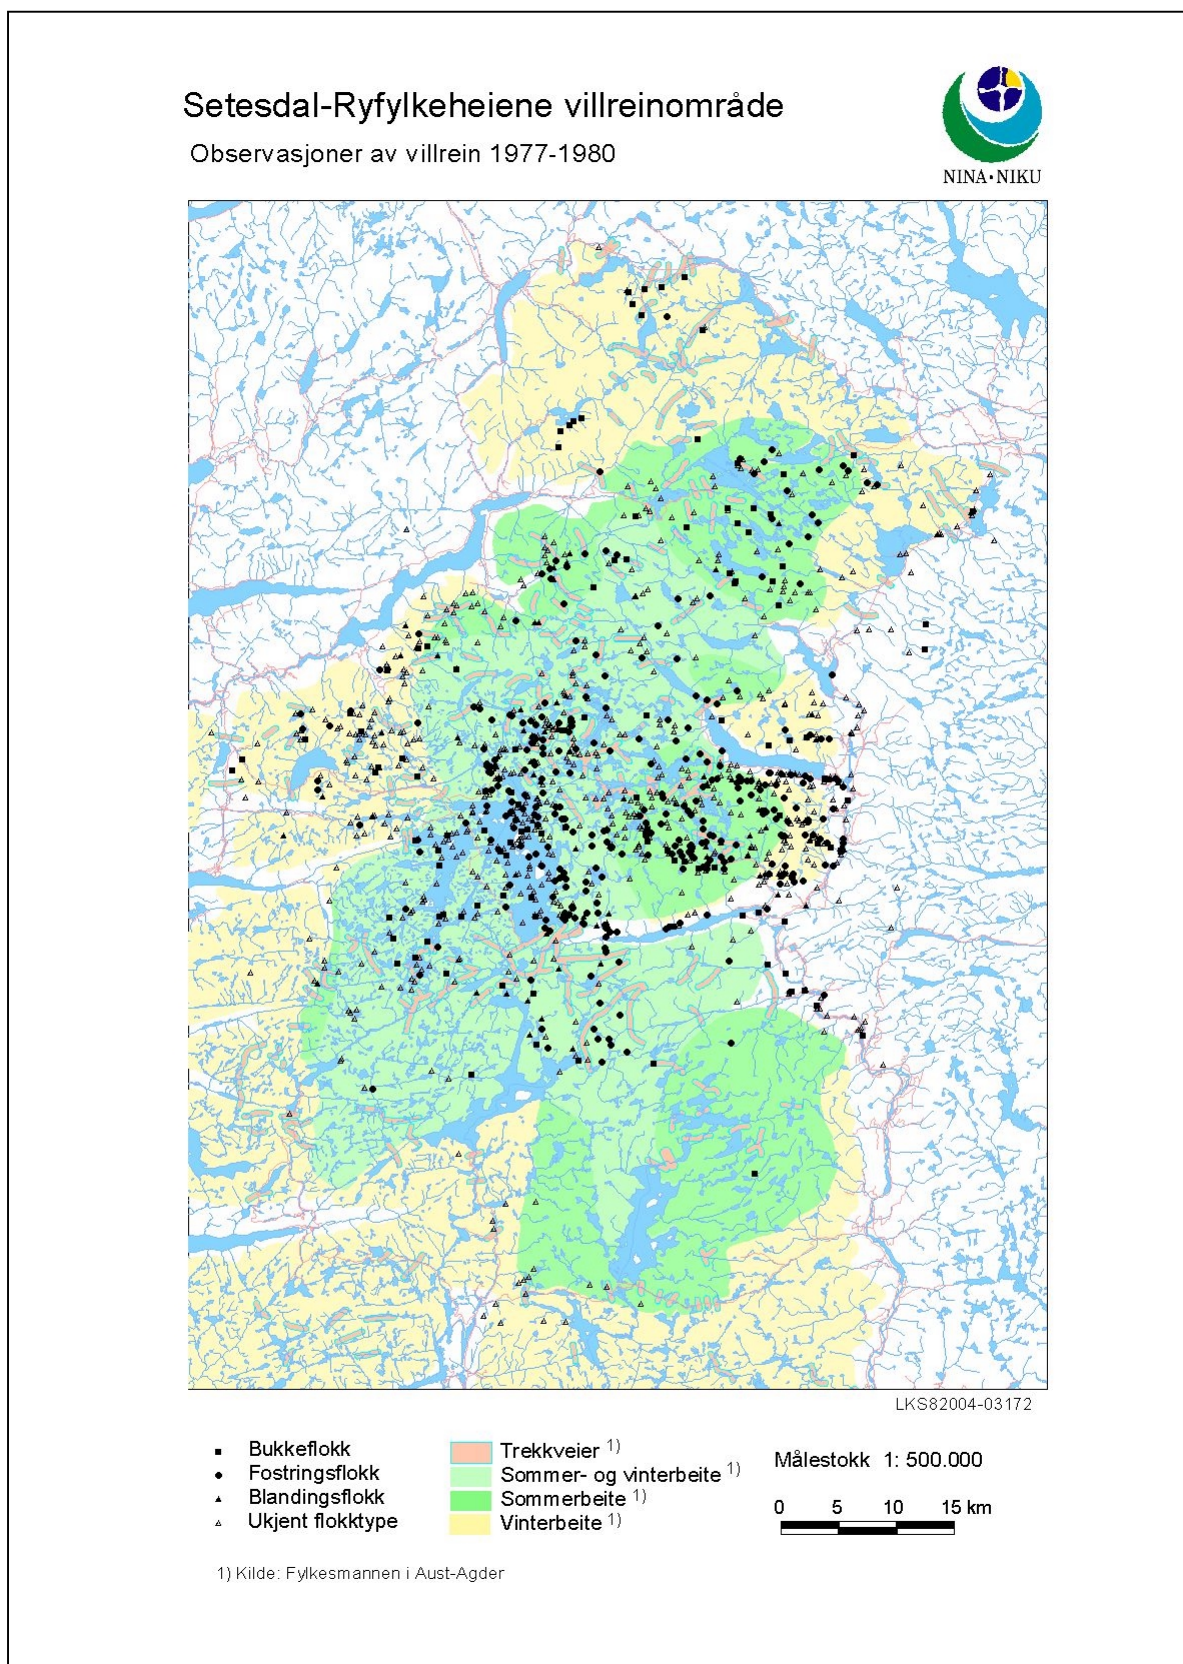 Setesdal-Ryfylkeheiene villreinområde
Observasjoner av villrein 1977-1980
NINA•NIKU
LKS82004-03172
Bukkeflokk
Fostringsflokk
Blandingsflokk
Ukjent flokktype
Trekkveier 1)
Sommer- og vinterbeite 1)
Sommerbeite 1)
Vinterbeite 1)
Målestokk 1: 500.000
0 5 10 15 km
1) Kilde: Fylkesmannen i Aust-Agder